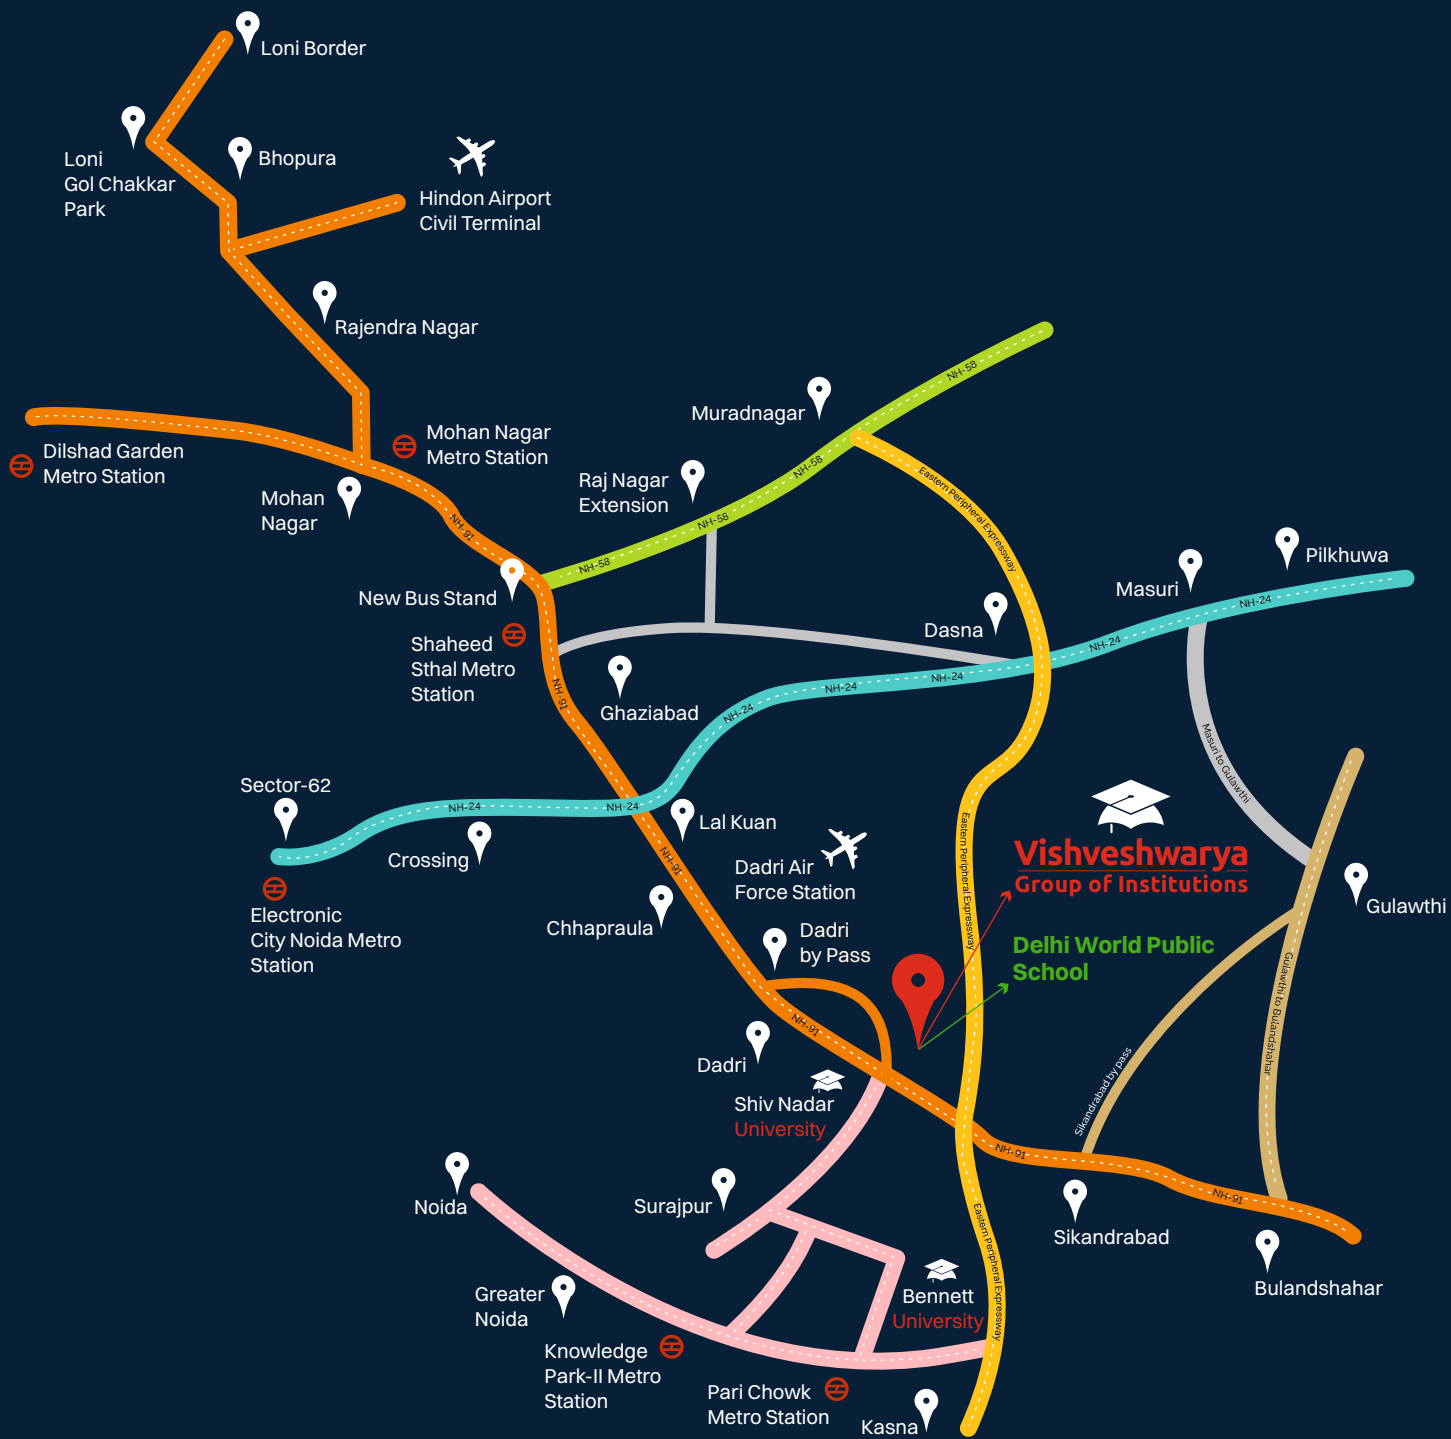 Loni Border
Loni
Gol Chakkar
Park
Bhopura
Hindon Airport
Civil Terminal
Rajendra Nagar
NH-58
Muradnagar
Dilshad Garden
Metro Station
Mohan Nagar
Metro Station
Mohan
Nagar
NH-58
Raj Nagar
Extension
Eastern Peripheral Expressway
NH-91
NH-58
NH-58
New Bus Stand
Pilkhuwa
Masuri
NH-24
Shaheed
Sthal Metro
Station
Dasna
NH-24
NH-91
Ghaziabad
NH-24
NH-24
NH-24
Masuri to Gulawthi
Sector-62
NH-24
NH-24
Crossing
Lal Kuan
NH-91
Dadri Air
Force Station
Eastern Peripheral Expressway
Vishveshwarya
Group of Institutions
Gulawthi
Electronic
City Noida Metro
Station
Chhapraula
Dadri
by Pass
Delhi World Public
School
Gulawthi to Bulandshahar
NH-91
Dadri
Shiv Nadar
University
Sikandrabad by pass
NH-91
NH-91
Noida
Surajpur
Sikandrabad
Eastern Peripheral Expressway
Bulandshahar
Greater
Noida
Bennett
University
Knowledge
Park-II Metro
Station
Pari Chowk
Metro Station
Kasna